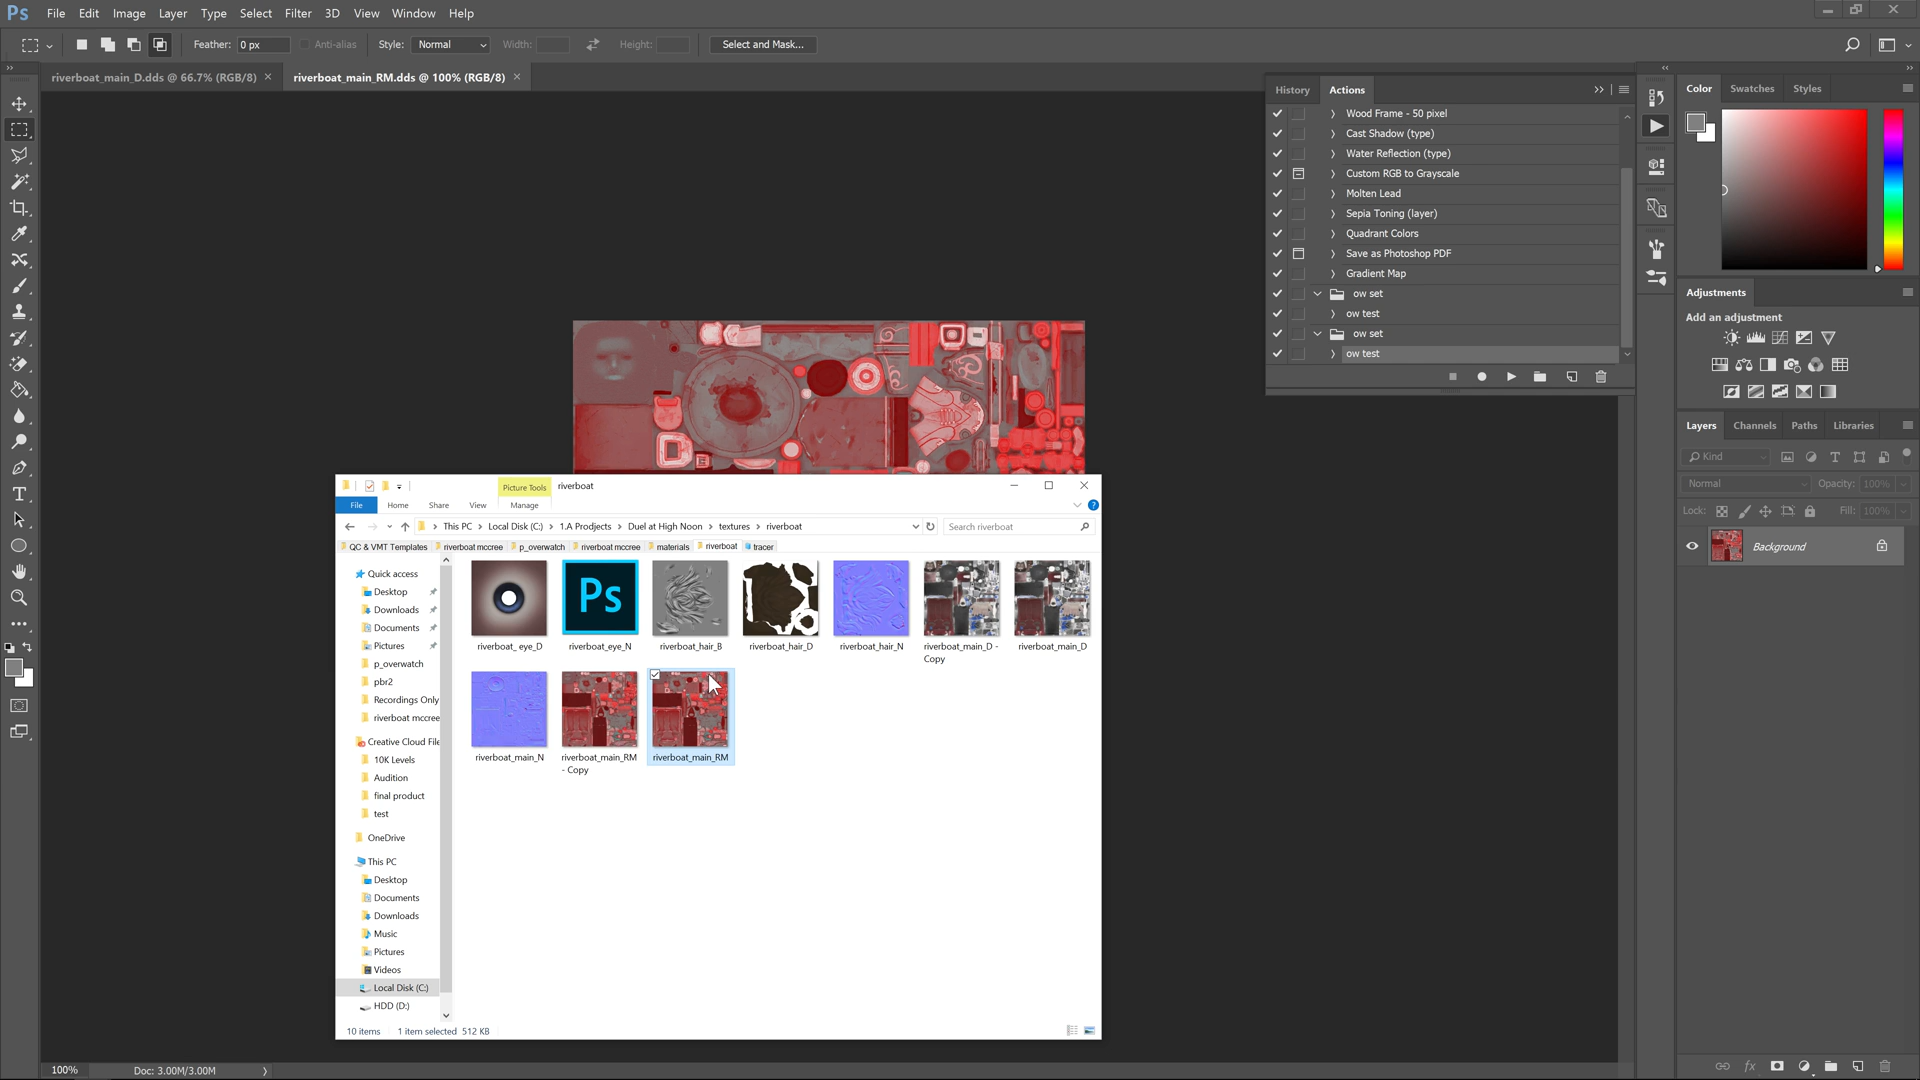 Ps File Edit Image Layer Type Select Filter 3D View Window Help
Feather: 0 px Anti-alias Style: Normal Width: Height: Select and Mask...
riverboat_main_D.dds @ 66.7% (RGB/8) riverboat_main_RM.dds @ 100% (RGB/8)
History Actions
Wood Frame - 50 pixel
Cast Shadow (type)
Water Reflection (type)
Custom RGB to Grayscale
Molten Lead
Sepia Toning (layer)
Quadrant Colors
Save as Photoshop PDF
Gradient Map
ow set
ow test
ow set
ow test
Color Swatches Styles
Adjustments
Add an adjustment
Layers Channels Paths Libraries
Kind
Normal Opacity: 100%
Lock: Fill: 100%
Background
Picture Tools riverboat
File Home Share View Manage
This PC Local Disk (C:) 1.A Prodjects Duel at High Noon textures riverboat Search riverboat
QC & VMT Templates riverboat mccree p_overwatch riverboat mccree materials riverboat tracer
Quick access
Desktop
Downloads
Documents
Pictures
p_overwatch
pbr2
Recordings Only
riverboat mccree
Creative Cloud File
10K Levels
Audition
final product
test
OneDrive
This PC
Desktop
Documents
Downloads
Music
Pictures
Videos
Local Disk (C:)
HDD (D:)
Ps
riverboat_ eye_D riverboat_eye_N riverboat_hair_B riverboat_hair_D riverboat_hair_N riverboat_main_D - riverboat_main_D
Copy
riverboat_main_N riverboat_main_RM riverboat_main_RM
- Copy
10 items 1 item selected 512 KB
100% Doc: 3.00M/3.00M